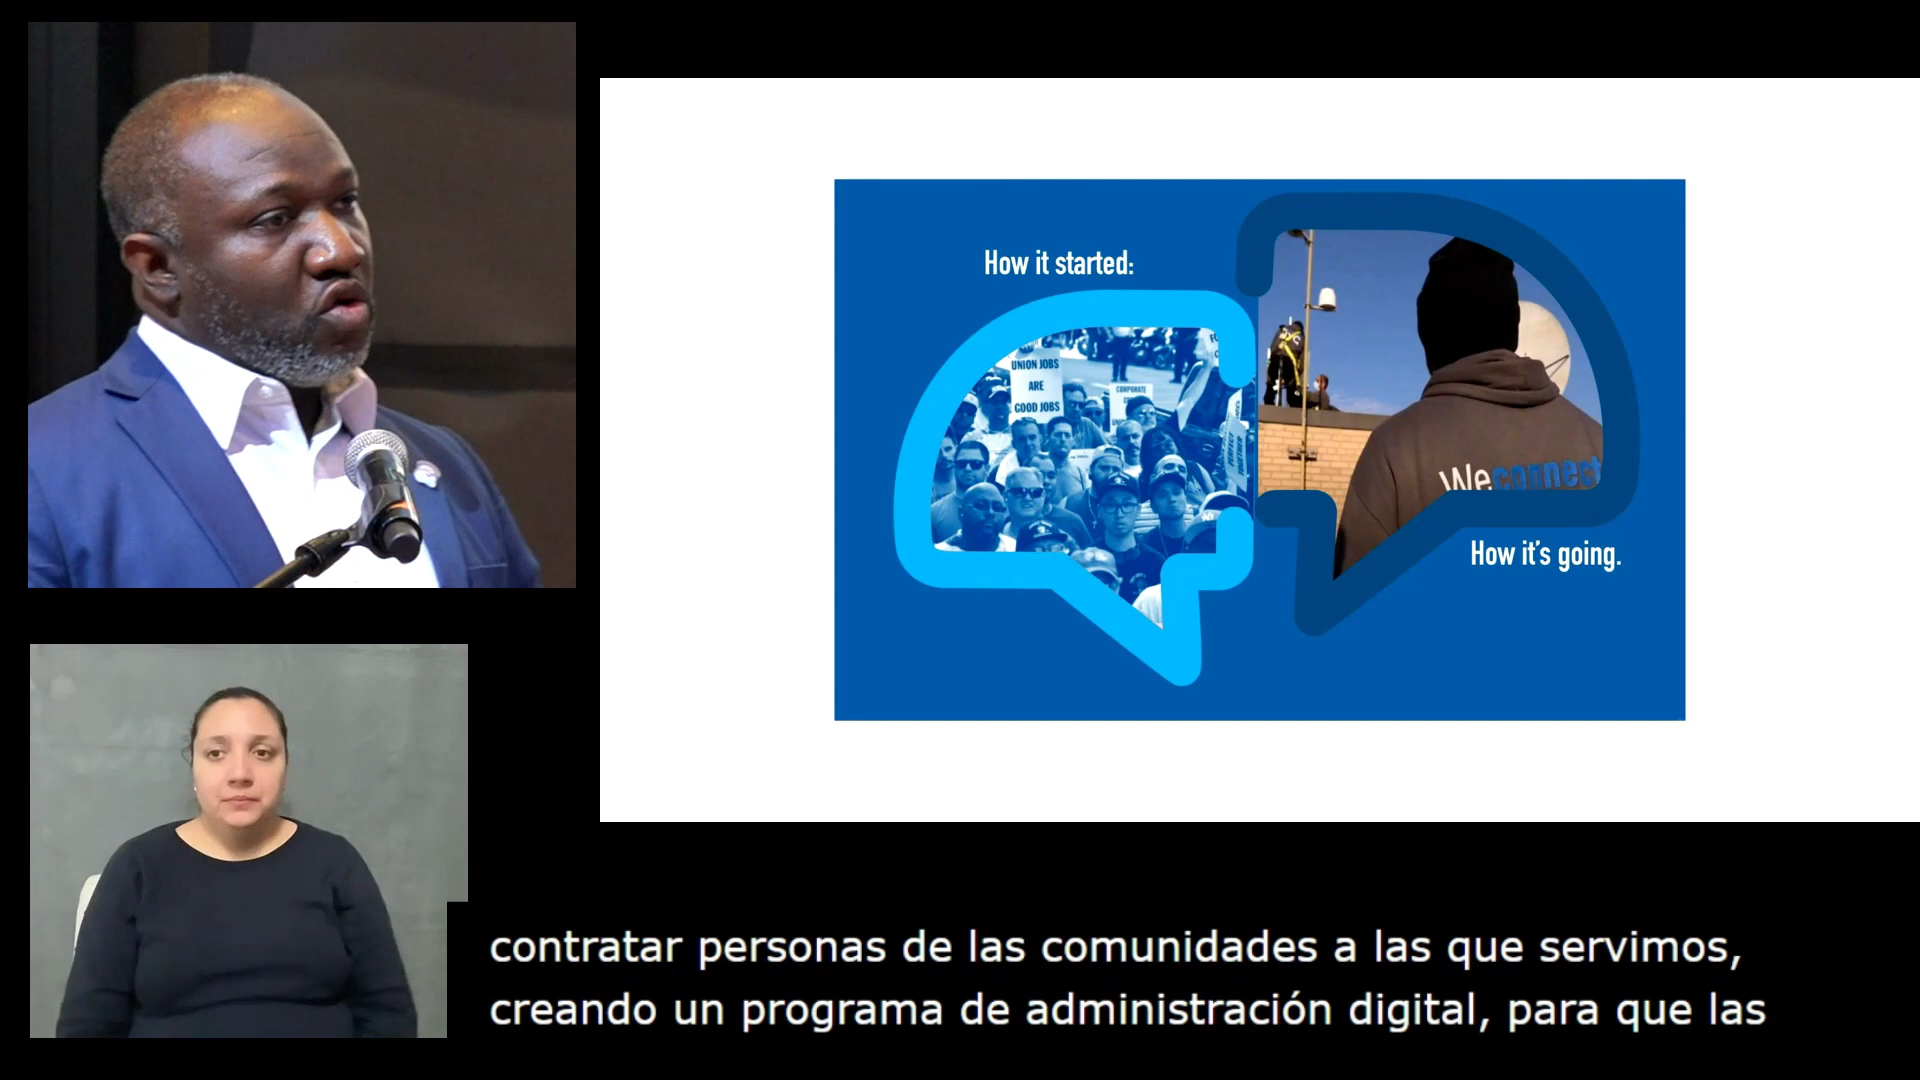 How it started:
UNION JOBS
ARE
GOOD JOBS
CORPORATE
Weconnect
How it's going.
contratar personas de las comunidades a las que servimos,
creando un programa de administración digital, para que las